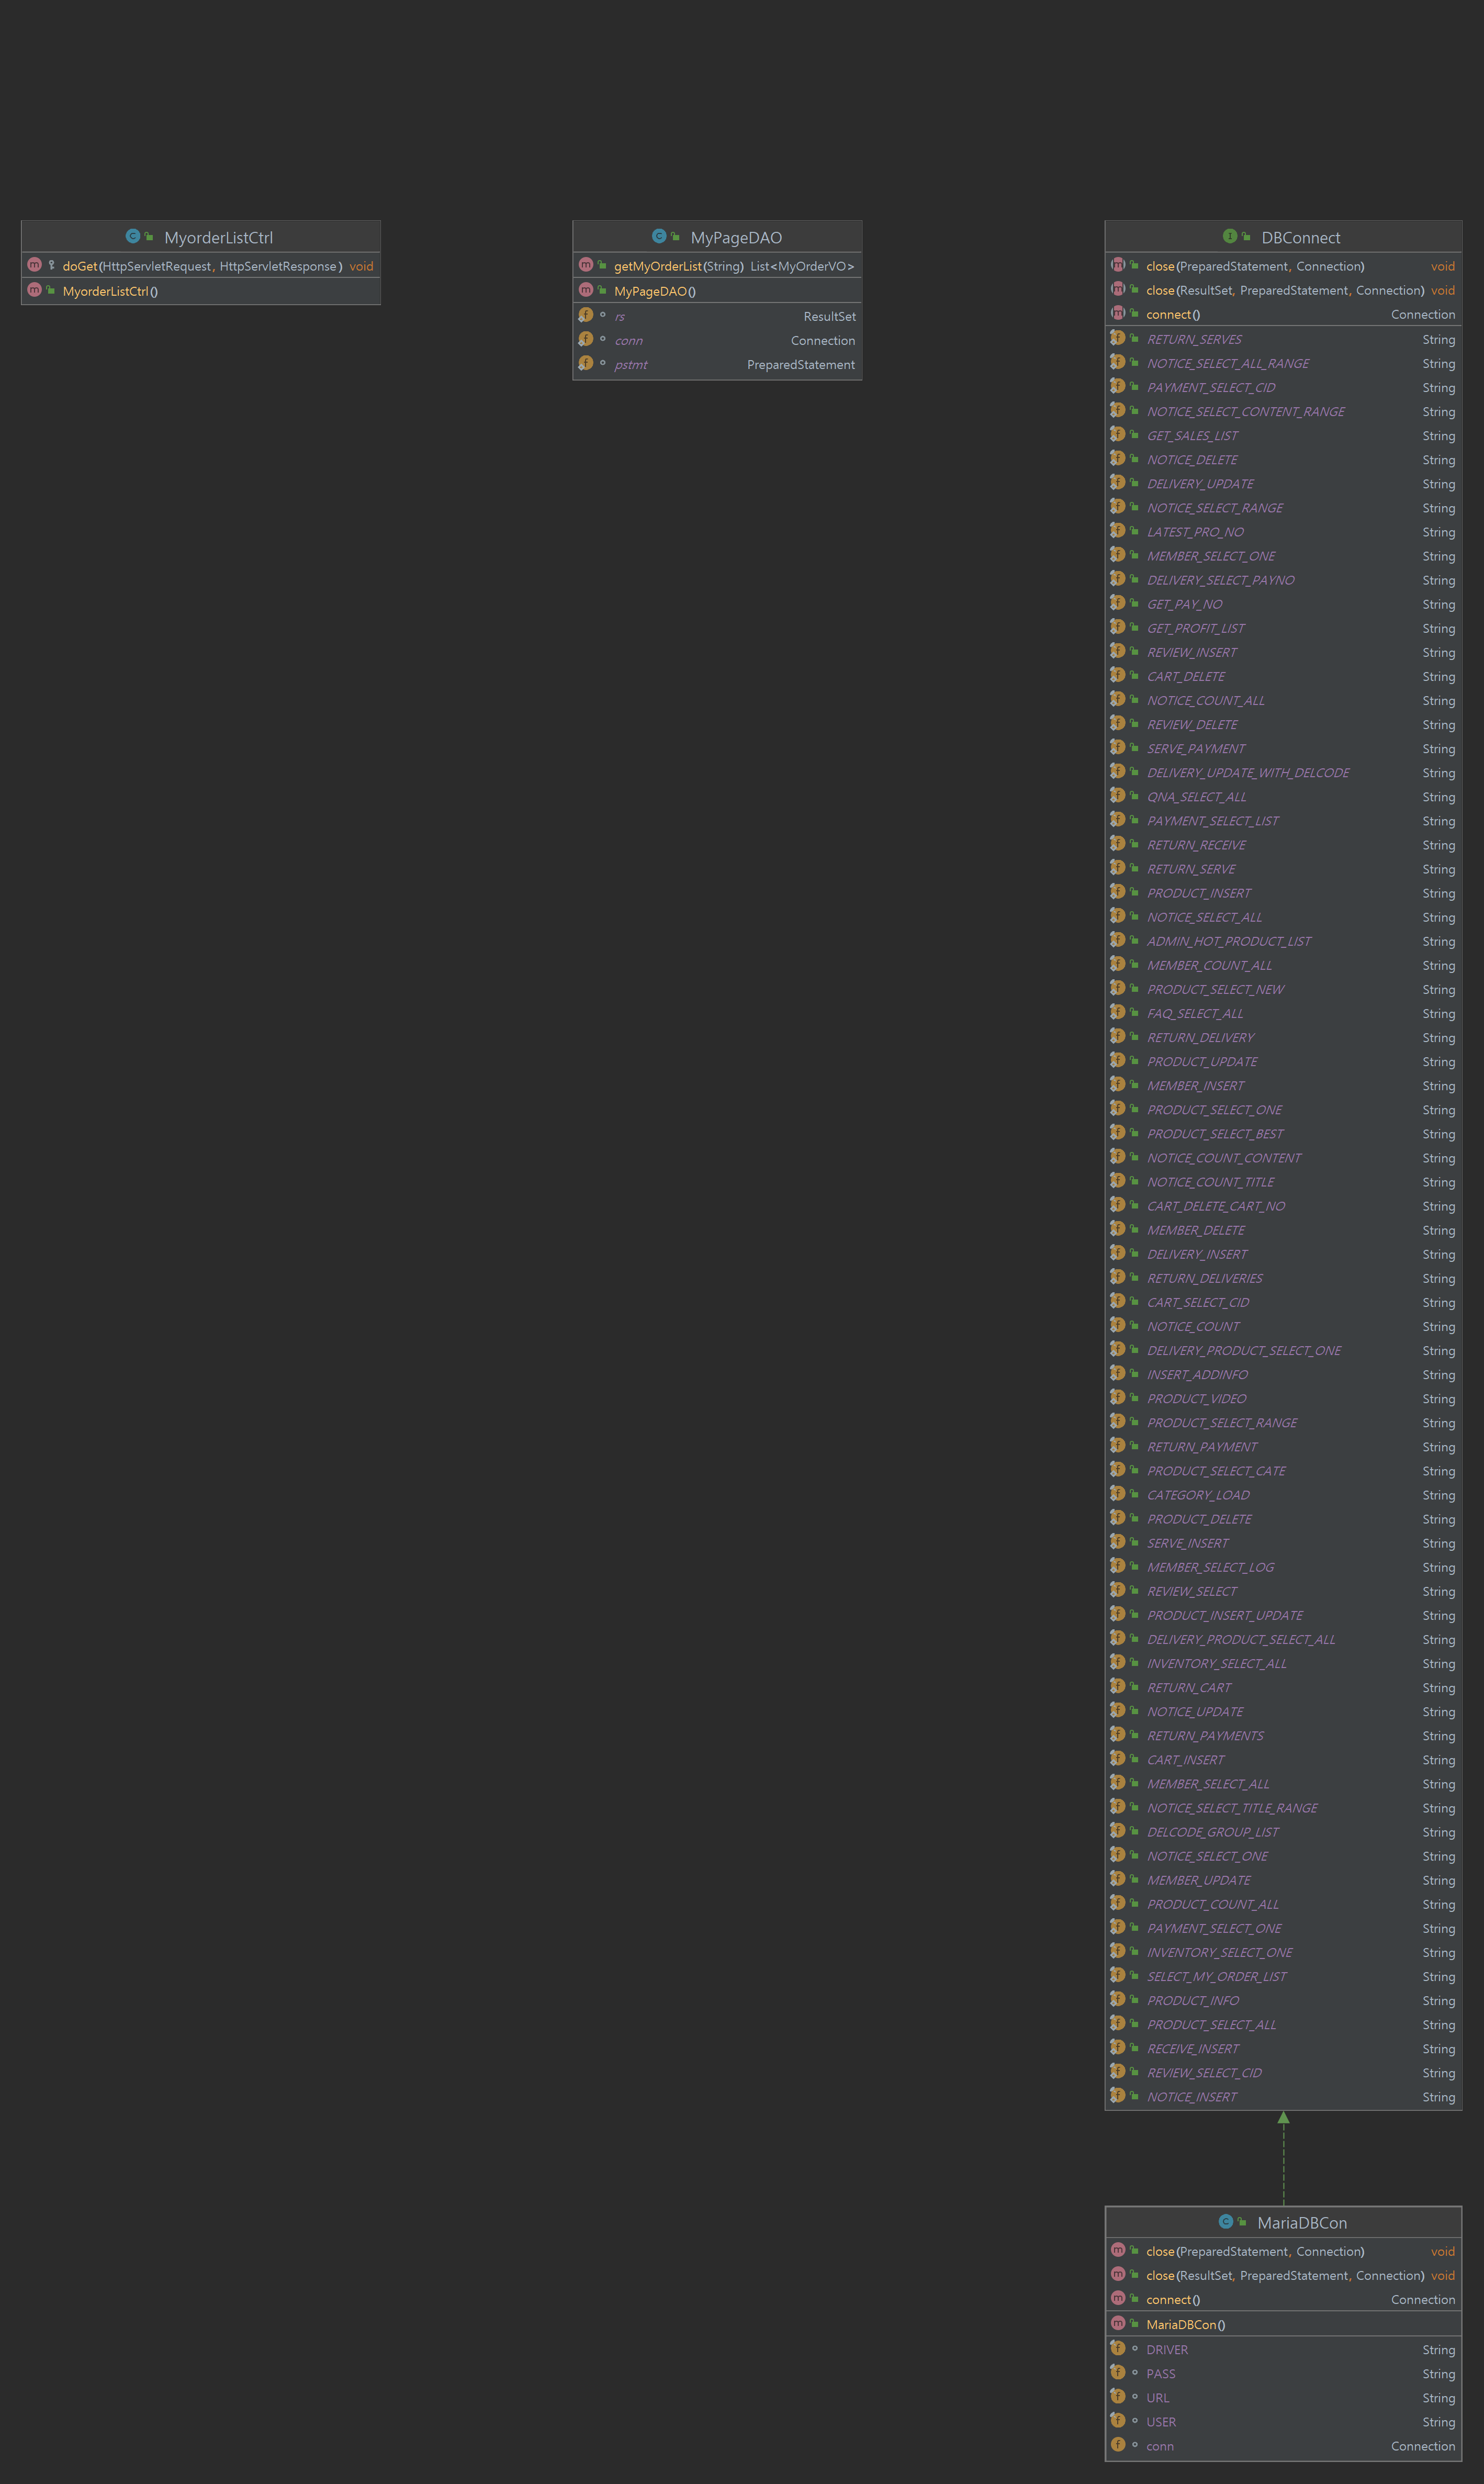 MyorderListCtrl
doGet(HttpServletRequest, HttpServletResponse) void
MyorderListCtrl()
MyPageDAO
getMyOrderList(String) List<MyOrderVO>
MyPageDAO()
rs ResultSet
conn Connection
pstmt PreparedStatement
DBConnect
close(PreparedStatement, Connection) void
close(ResultSet, PreparedStatement, Connection) void
connect() Connection
RETURN_SERVES String
NOTICE_SELECT_ALL_RANGE String
PAYMENT_SELECT_CID String
NOTICE_SELECT_CONTENT_RANGE String
GET_SALES_LIST String
NOTICE_DELETE String
DELIVERY_UPDATE String
NOTICE_SELECT_RANGE String
LATEST_PRO_NO String
MEMBER_SELECT_ONE String
DELIVERY_SELECT_PAYNO String
GET_PAY_NO String
GET_PROFIT_LIST String
REVIEW_INSERT String
CART_DELETE String
NOTICE_COUNT_ALL String
REVIEW_DELETE String
SERVE_PAYMENT String
DELIVERY_UPDATE_WITH_DELCODE String
QNA_SELECT_ALL String
PAYMENT_SELECT_LIST String
RETURN_RECEIVE String
RETURN_SERVE String
PRODUCT_INSERT String
NOTICE_SELECT_ALL String
ADMIN_HOT_PRODUCT_LIST String
MEMBER_COUNT_ALL String
PRODUCT_SELECT_NEW String
FAQ_SELECT_ALL String
RETURN_DELIVERY String
PRODUCT_UPDATE String
MEMBER_INSERT String
PRODUCT_SELECT_ONE String
PRODUCT_SELECT_BEST String
NOTICE_COUNT_CONTENT String
NOTICE_COUNT_TITLE String
CART_DELETE_CART_NO String
MEMBER_DELETE String
DELIVERY_INSERT String
RETURN_DELIVERIES String
CART_SELECT_CID String
NOTICE_COUNT String
DELIVERY_PRODUCT_SELECT_ONE String
INSERT_ADDINFO String
PRODUCT_VIDEO String
PRODUCT_SELECT_RANGE String
RETURN_PAYMENT String
PRODUCT_SELECT_CATE String
CATEGORY_LOAD String
PRODUCT_DELETE String
SERVE_INSERT String
MEMBER_SELECT_LOG String
REVIEW_SELECT String
PRODUCT_INSERT_UPDATE String
DELIVERY_PRODUCT_SELECT_ALL String
INVENTORY_SELECT_ALL String
RETURN_CART String
NOTICE_UPDATE String
RETURN_PAYMENTS String
CART_INSERT String
MEMBER_SELECT_ALL String
NOTICE_SELECT_TITLE_RANGE String
DELCODE_GROUP_LIST String
NOTICE_SELECT_ONE String
MEMBER_UPDATE String
PRODUCT_COUNT_ALL String
PAYMENT_SELECT_ONE String
INVENTORY_SELECT_ONE String
SELECT_MY_ORDER_LIST String
PRODUCT_INFO String
PRODUCT_SELECT_ALL String
RECEIVE_INSERT String
REVIEW_SELECT_CID String
NOTICE_INSERT String
MariaDBCon
close(PreparedStatement, Connection) void
close(ResultSet, PreparedStatement, Connection) void
connect() Connection
MariaDBCon()
DRIVER String
PASS String
URL String
USER String
conn Connection